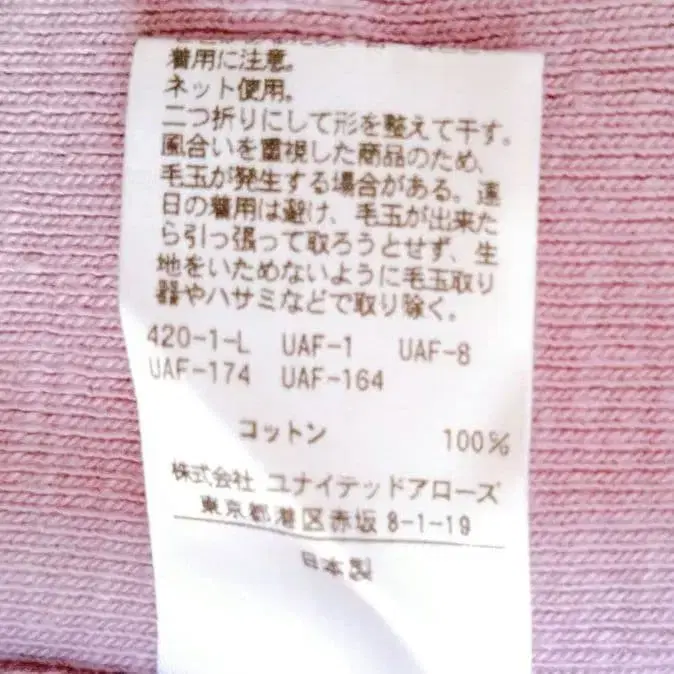 着用に注意。
ネット使用。
二つ折りにして形を整えて干す。
風合いを重視した商品のため、
毛玉が発生する場合がある。連
日の着用は避け、毛玉が出来た
ら引っ張って取ろうとせず、生
地をいためないように毛玉取り
器やハサミなどで取り除く。
420-1-L UAF-1 UAF-8
UAF-174 UAF-164
コットン 100%
株式会社 ユナイテッドアローズ
東京都港区赤坂 8-1-19
日本製